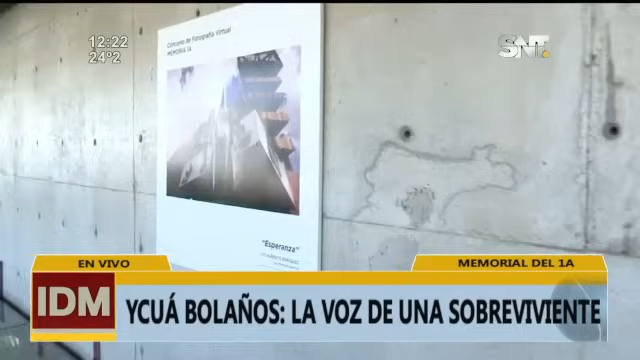 12:22
24°2
SNT
Concurso de Fotografía Virtual
MEMORIA 1A
"Esperanza"
EN VIVO
MEMORIAL DEL 1A
IDM
YCUÁ BOLAÑOS: LA VOZ DE UNA SOBREVIVIENTE